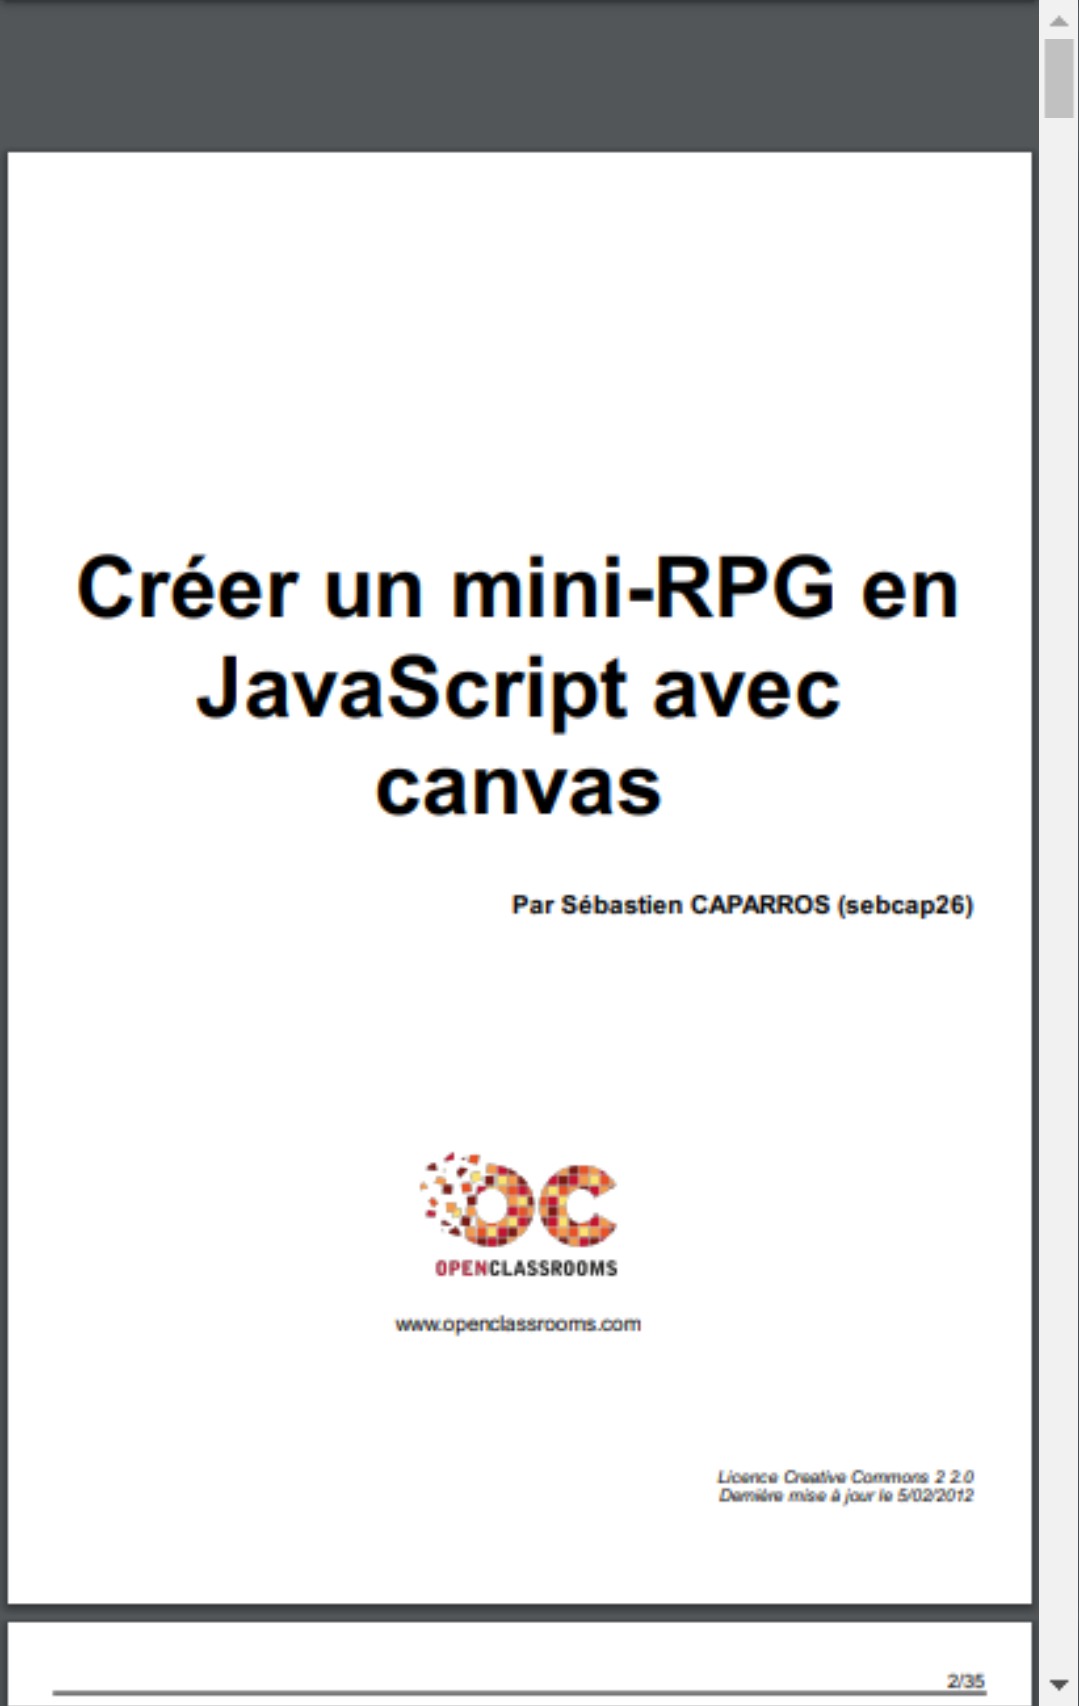 Créer un mini-RPG en
JavaScript avec
canvas
Par Sébastien CAPARROS (sebcap26)
OC
OPENCLASSROOMS
www.openclassrooms.com
Licence Creative Commons 2 2.0
Dernière mise à jour le 5/02/2012
2/35